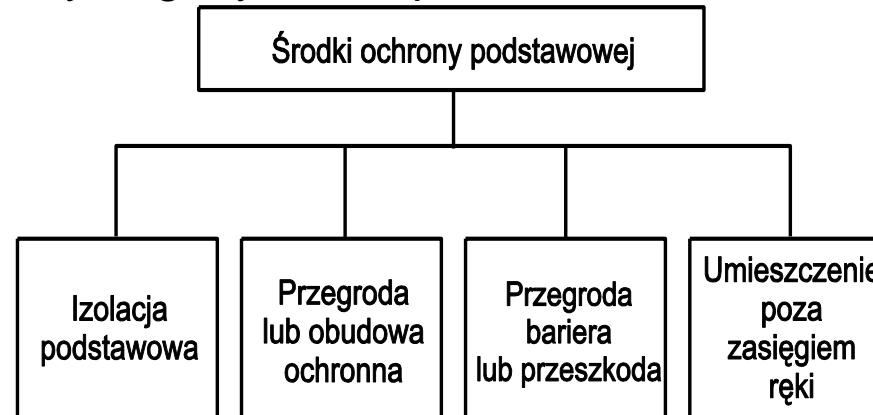 Środki ochrony podstawowej
Izolacja
podstawowa
Przegroda
lub obudowa
ochronna
Przegroda
bariera
lub przeszkoda
Umieszczenie
poza
zasięgiem
ręki